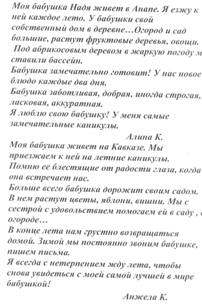 Моя бабушка Надя живет в Анапе. Я езжу к
ней каждое лето. У бабушки свой
собственный дом в деревне...Огород и сад
большие, растут фруктовые деревья, овощи.
Под абрикосовым деревом в жаркую погоду мы
ставили бассейн.
Бабушка замечательно готовит! У нас новое
блюдо каждые два дня.
Бабушка заботливая, добрая, иногда строгая,
ласковая, аккуратная.
Я люблю свою бабушку! У меня самые
замечательные каникулы.
Алина К.
Моя бабушка живет на Кавказе. Мы
приезжаем к ней на летние каникулы.
Помню ее блестящие от радости глаза, когда
она встречает нас.
Больше всего бабушка дорожит своим садом.
В нем растут цветы, яблони, вишни. Мы с
сестрой с удовольствием помогаем ей в саду ,
огороде...
В конце лета нам грустно возвращаться
домой. Зимой мы постоянно звоним бабушке,
пишем письма.
Я всегда с нетерпением жду лета, чтобы
снова увидеться с моей самой лучшей в мире
бабушкой!
Анжела К.